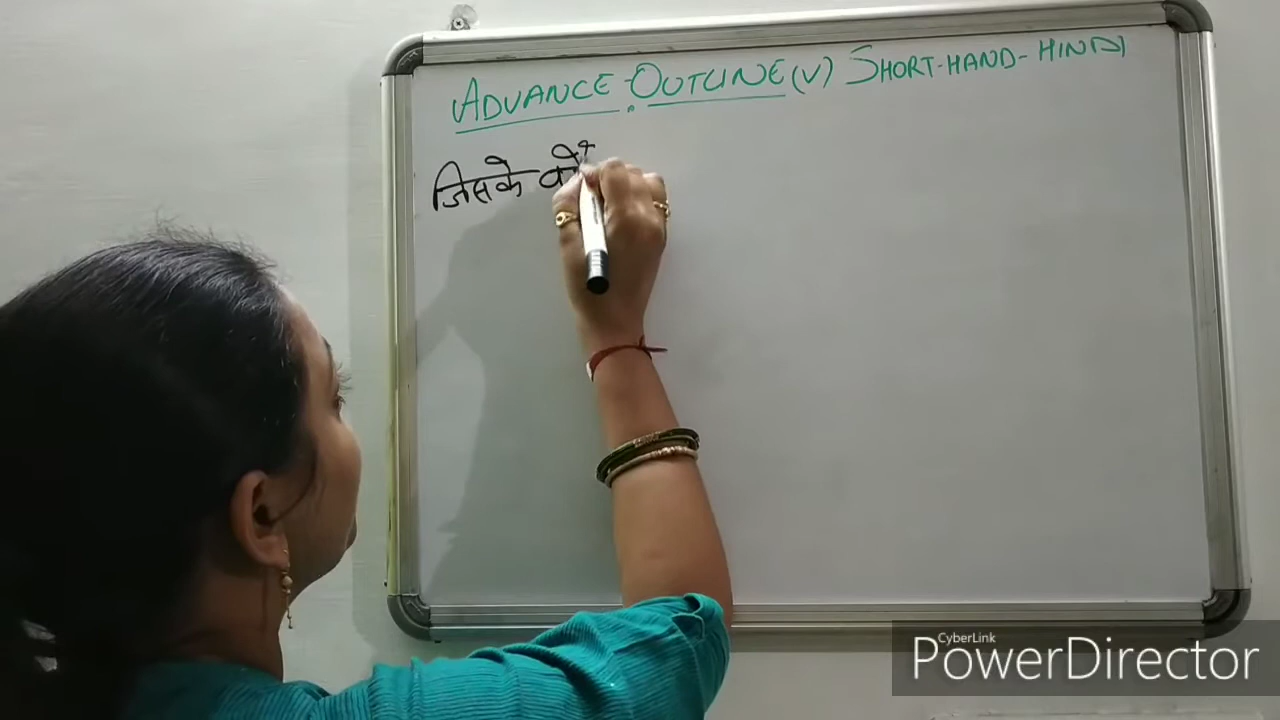 ADVANCE OUTLINE (V) SHORT-HAND-HINDI
जिसके
CyberLink
PowerDirector